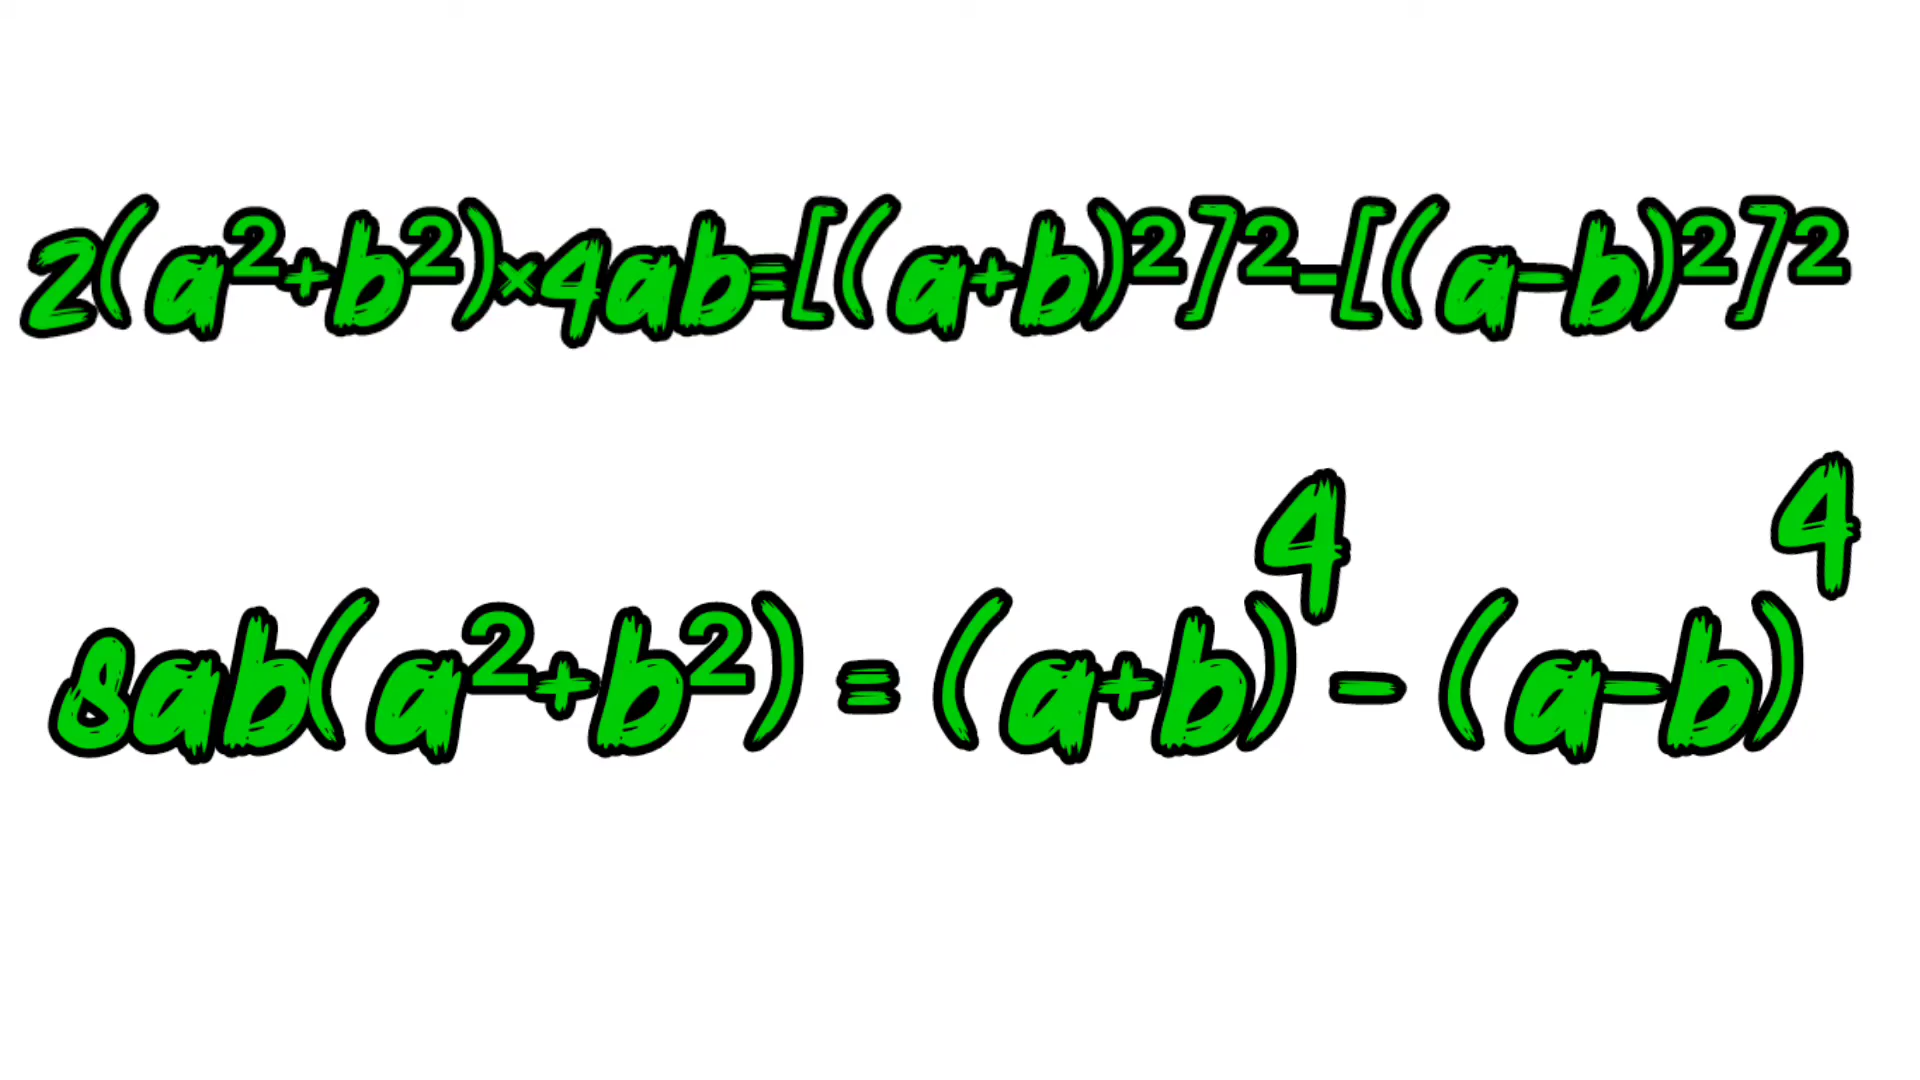 2(a²+b²)×4ab=[(a+b)²]²-[(a-b)²]²
8ab(a²+b²) = (a+b)⁴ - (a-b)⁴